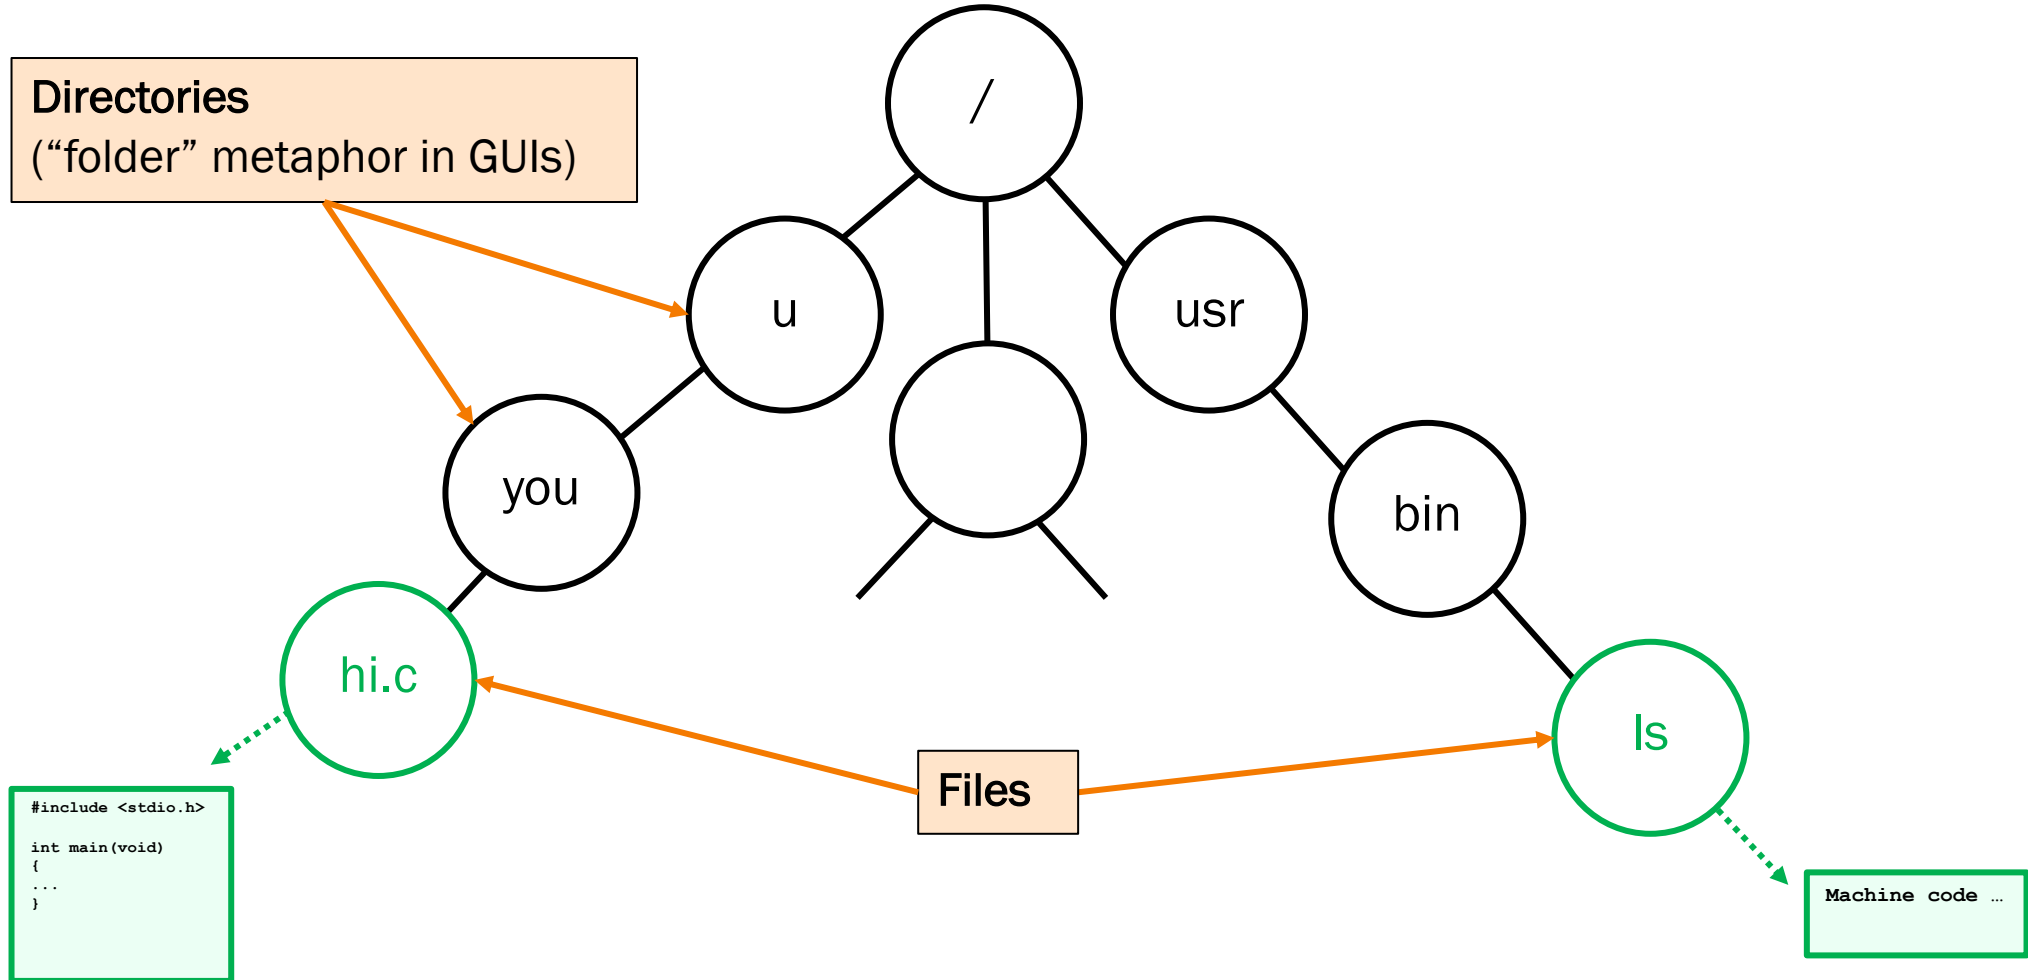 /
Directories
(“folder” metaphor in GUIs)
u
usr
you
bin
hi.c
ls
Files
#include <stdio.h>
int main(void)
{
...
}
Machine code …